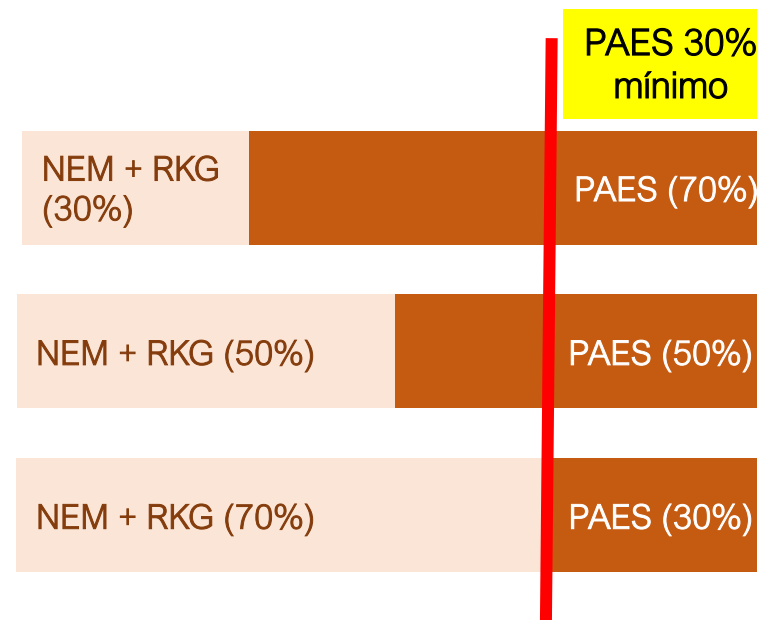 PAES 30%
mínimo
NEM + RKG
(30%)
PAES (70%)
NEM + RKG (50%)
PAES (50%)
NEM + RKG (70%)
PAES (30%)